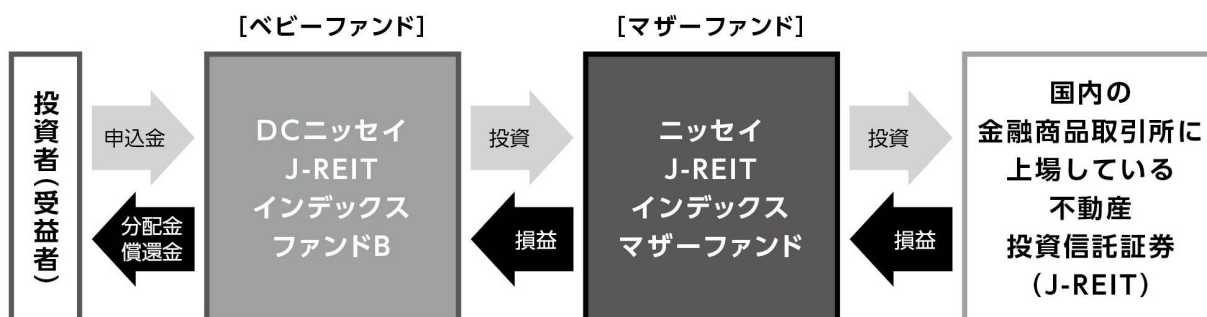 [ベビーファンド]
[マザーファンド]
投資者(受益者)
申込金
分配金
償還金
DCニッセイ
J-REIT
インデックス
ファンドB
投資
損益
ニッセイ
J-REIT
インデックス
マザーファンド
投資
損益
国内の
金融商品取引所に
上場している
不動産
投資信託証券
(J-REIT)